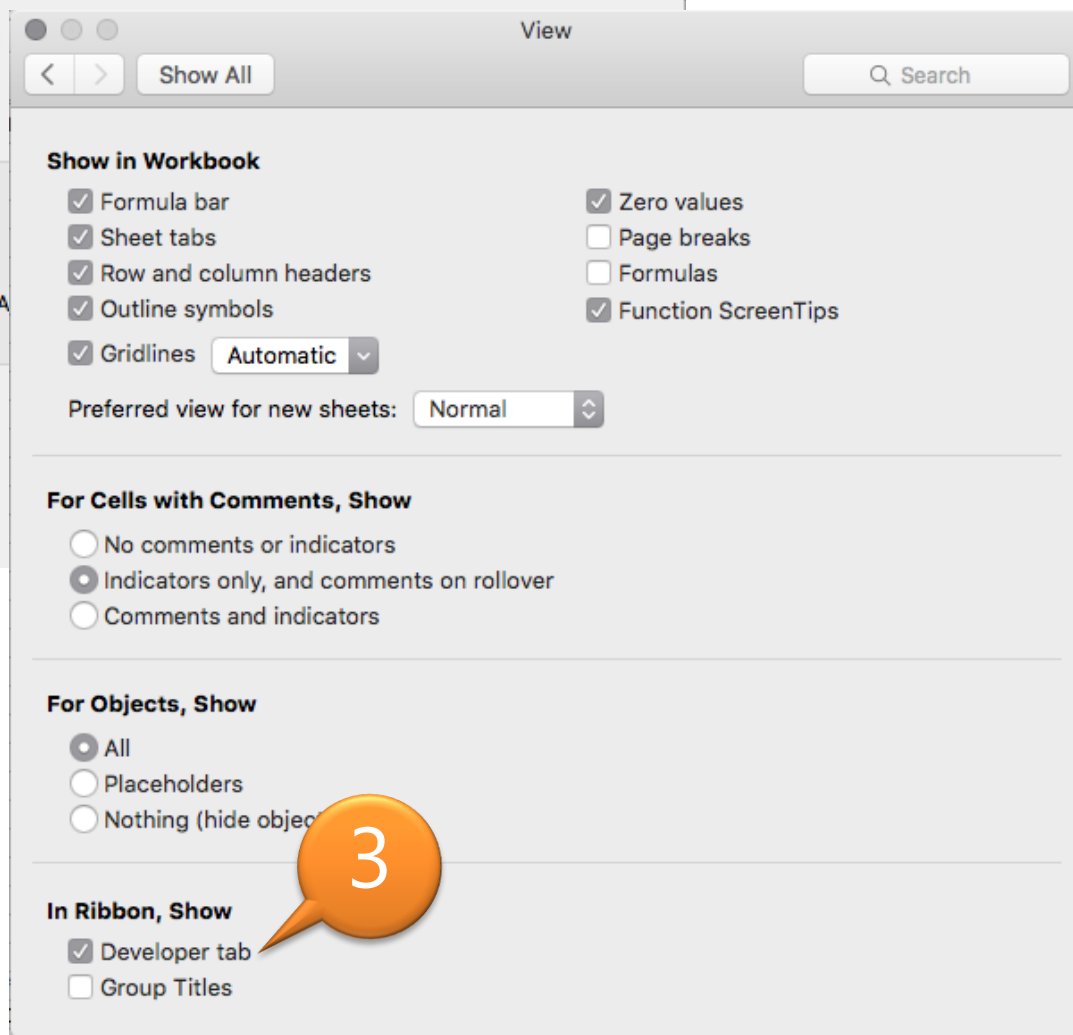 View
Show All
Search
Show in Workbook
Formula bar
Zero values
Sheet tabs
Page breaks
Row and column headers
Formulas
Outline symbols
Function ScreenTips
Gridlines Automatic
Preferred view for new sheets: Normal
For Cells with Comments, Show
No comments or indicators
Indicators only, and comments on rollover
Comments and indicators
For Objects, Show
All
Placeholders
Nothing (hide
3
In Ribbon, Show
Developer tab
Group Titles